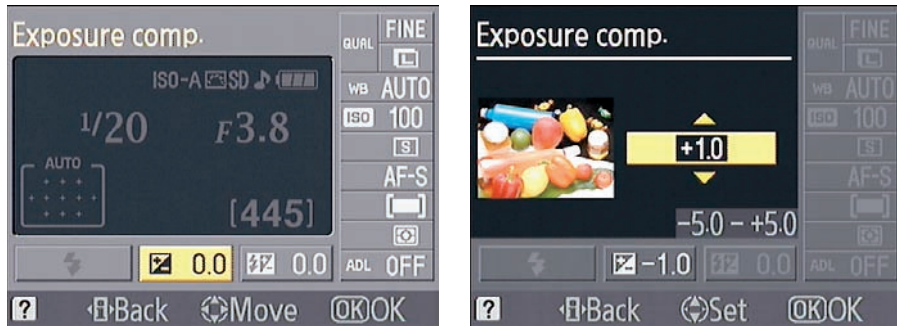 Exposure comp.
QUAL FINE
L
ISO-A SD
WB AUTO
1/20 F3.8
ISO 100
S
AUTO
AF-S
[445]
0.0 0.0
ADL OFF
? Back Move OK OK
Exposure comp.
QUAL FINE
L
WB AUTO
+1.0
ISO 100
S
AF-S
-5.0 - +5.0
-1.0 0.0
ADL OFF
? Back Set OK OK